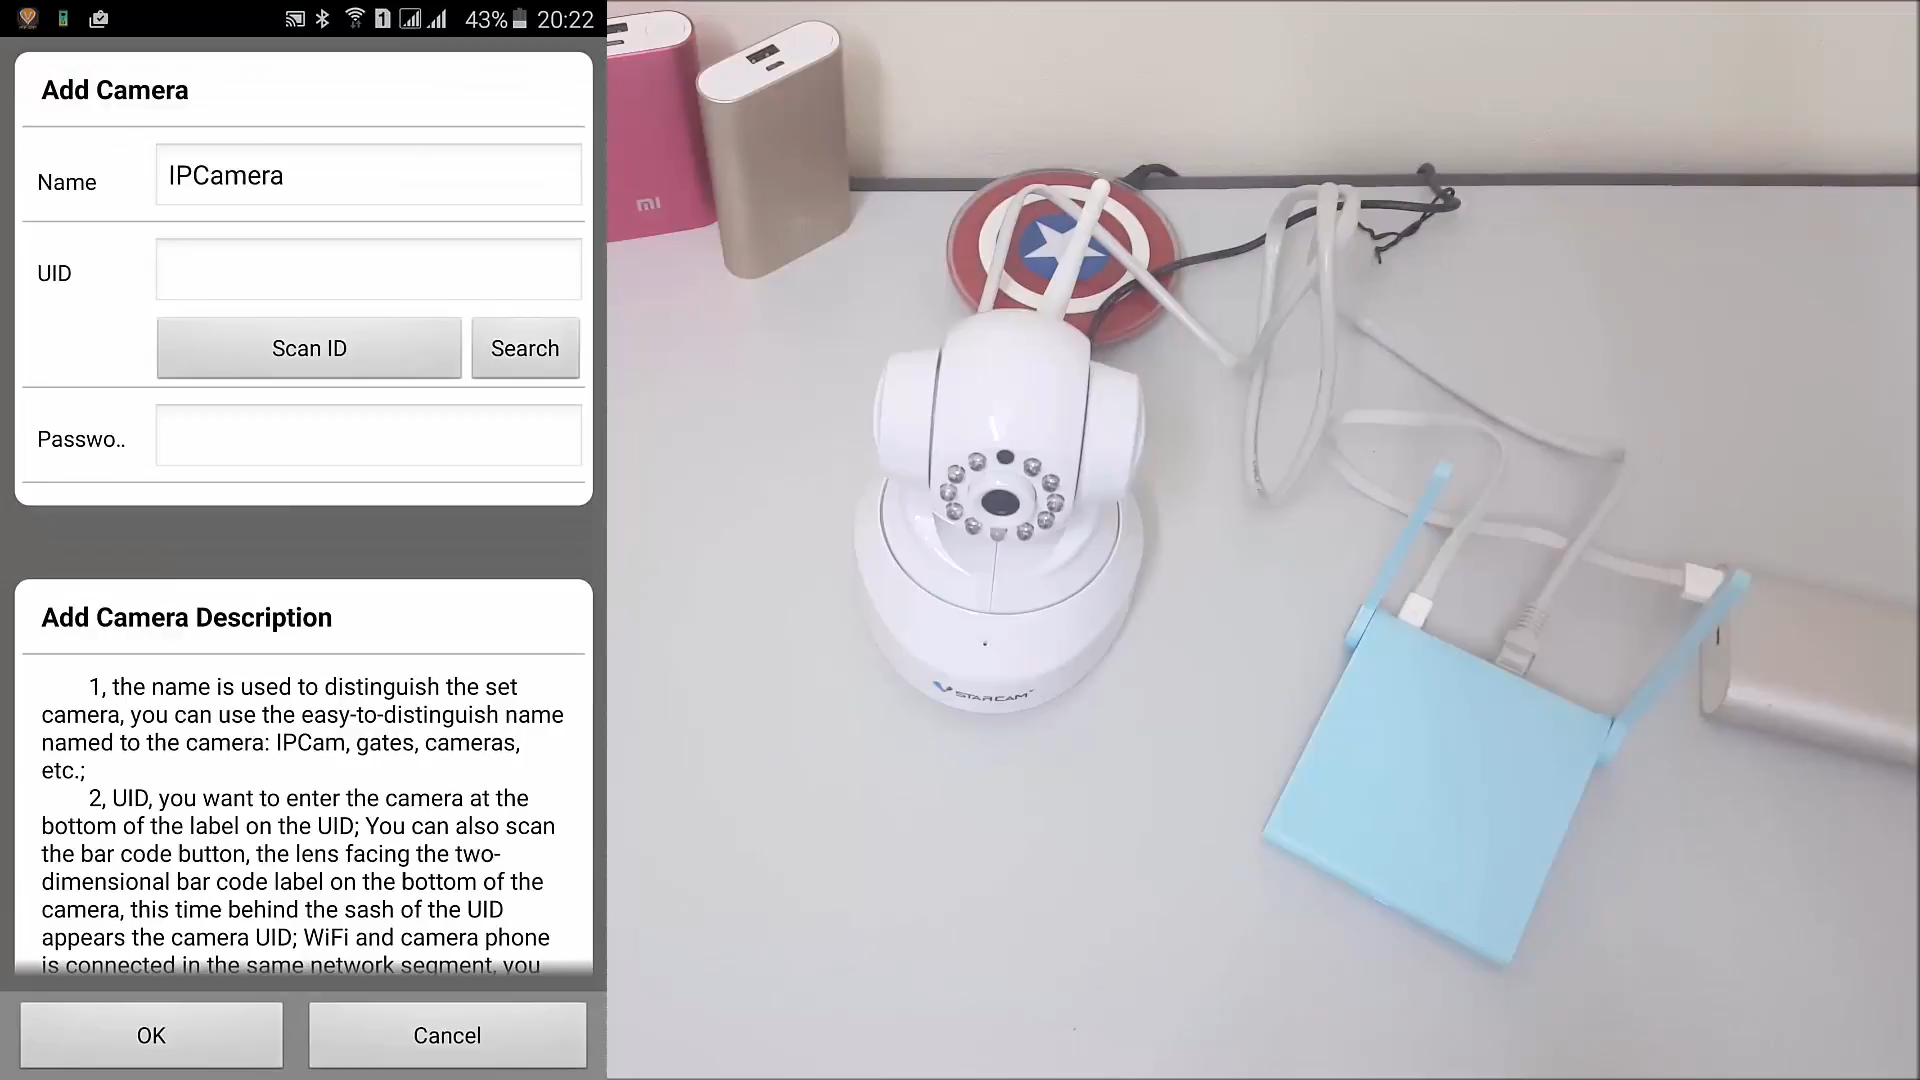 43% 20:22
Add Camera
Name
IPCamera
UID
Scan ID
Search
Passwo..
Add Camera Description
1, the name is used to distinguish the set
camera, you can use the easy-to-distinguish name
named to the camera: IPCam, gates, cameras,
etc.;
2, UID, you want to enter the camera at the
bottom of the label on the UID; You can also scan
the bar code button, the lens facing the two-
dimensional bar code label on the bottom of the
camera, this time behind the sash of the UID
appears the camera UID; WiFi and camera phone
is connected in the same network segment, you
OK
Cancel
mi
VSTARCAM